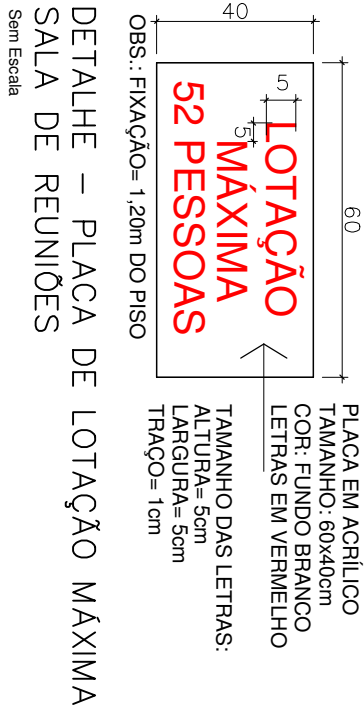 60
40
5
5
LOTAÇÃO
MÁXIMA
52 PESSOAS
PLACA EM ACRÍLICO
TAMANHO: 60x40cm
COR: FUNDO BRANCO
LETRAS EM VERMELHO
TAMANHO DAS LETRAS:
ALTURA= 5cm
LARGURA= 5cm
TRAÇO= 1cm
OBS.: FIXAÇÃO= 1,20m DO PISO
DETALHE - PLACA DE LOTAÇÃO MÁXIMA
SALA DE REUNIÕES
Sem Escala